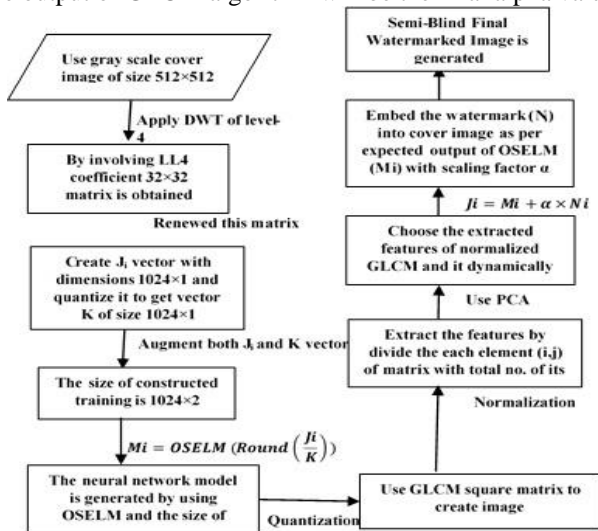 Use gray scale cover
image of size 512×512
Apply DWT of level-
4
By involving LL4
coefficient 32×32
matrix is obtained
Renewed this matrix
Create Ji vector with
dimensions 1024×1 and
quantize it to get vector
K of size 1024×1
Augment both Ji and K vector
The size of constructed
training is 1024×2
Mi = OSELM (Round (Ji/K))
The neural network model
is generated by using
OSELM and the size of
Quantization
Use GLCM square matrix to
create image
Normalization
Extract the features by
divide the each element (i,j)
of matrix with total no. of its
Use PCA
Choose the extracted
features of normalized
GLCM and it dynamically
Ji = Mi + α × Ni
Embed the watermark (N)
into cover image as per
expected output of OSELM
(Mi) with scaling factor α
Semi-Blind Final
Watermarked Image is
generated